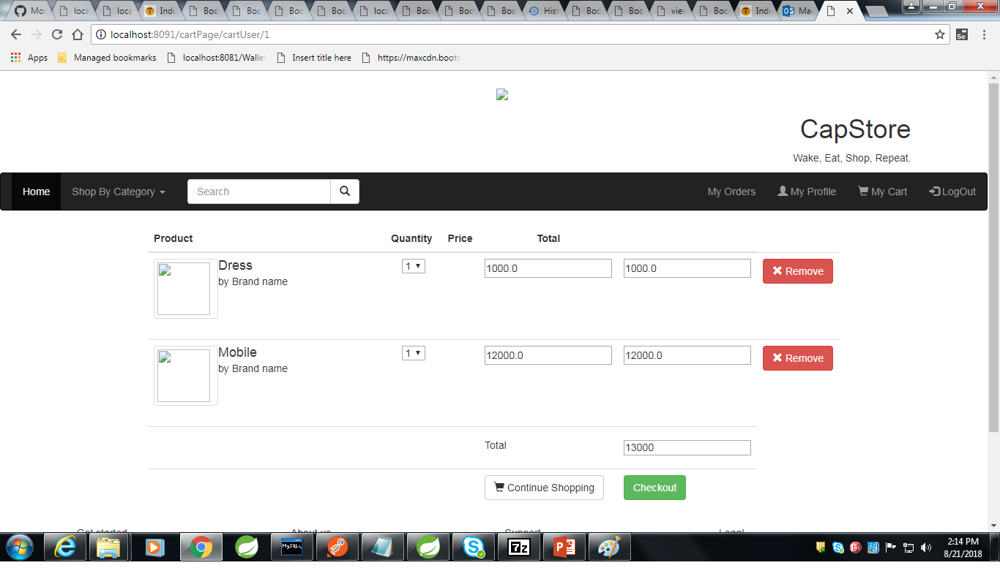 Mo loca loca Indi Boo Boo Boo Boo loca Boo Boo Boo Hist Boo Boo view Boo Indi Mai
localhost:8091/cartPage/cartUser/1
Apps Managed bookmarks localhost:8081/Wallet Insert title here https://maxcdn.boots
CapStore
Wake, Eat, Shop, Repeat.
Home Shop By Category Search My Orders My Profile My Cart LogOut
Product Quantity Price Total
Dress 1 1000.0 1000.0 Remove
by Brand name
Mobile 1 12000.0 12000.0 Remove
by Brand name
Total 13000
Continue Shopping Checkout
Get started About us Support Legal
2:14 PM
8/21/2018